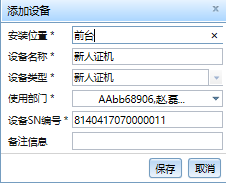 添加设备
安装位置 * 前台
设备名称 * 新人证机
设备类型 * 新人证机
使用部门 * AAbb68906,赵.磊...
设备SN编号 * 8140417070000011
备注信息
保存 取消